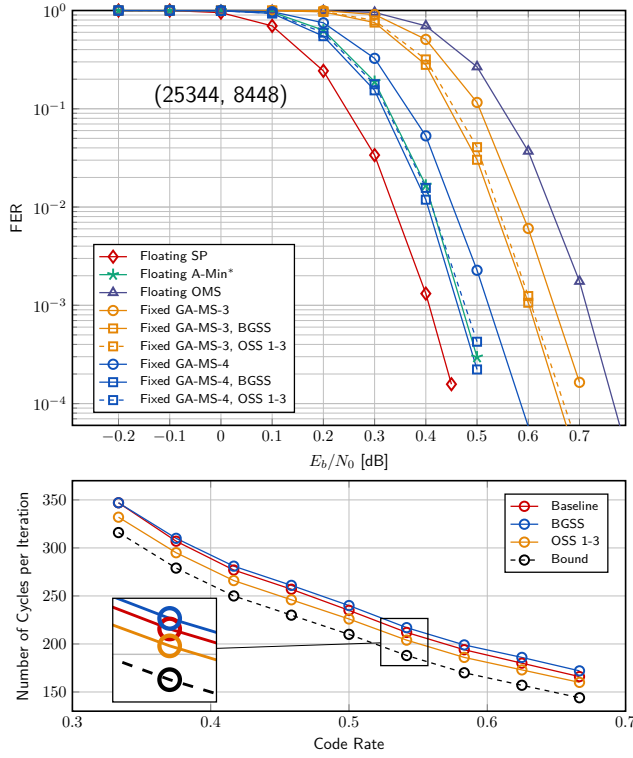 10^0
10^−1
10^−2
10^−3
10^−4
FER
(25344, 8448)
Floating SP
Floating A-Min*
Floating OMS
Fixed GA-MS-3
Fixed GA-MS-3, BGSS
Fixed GA-MS-3, OSS 1-3
Fixed GA-MS-4
Fixed GA-MS-4, BGSS
Fixed GA-MS-4, OSS 1-3
−0.2 −0.1 0 0.1 0.2 0.3 0.4 0.5 0.6 0.7
E_b/N_0 [dB]
350
300
250
200
150
Number of Cycles per Iteration
Baseline
BGSS
OSS 1-3
Bound
0.3 0.4 0.5 0.6 0.7
Code Rate